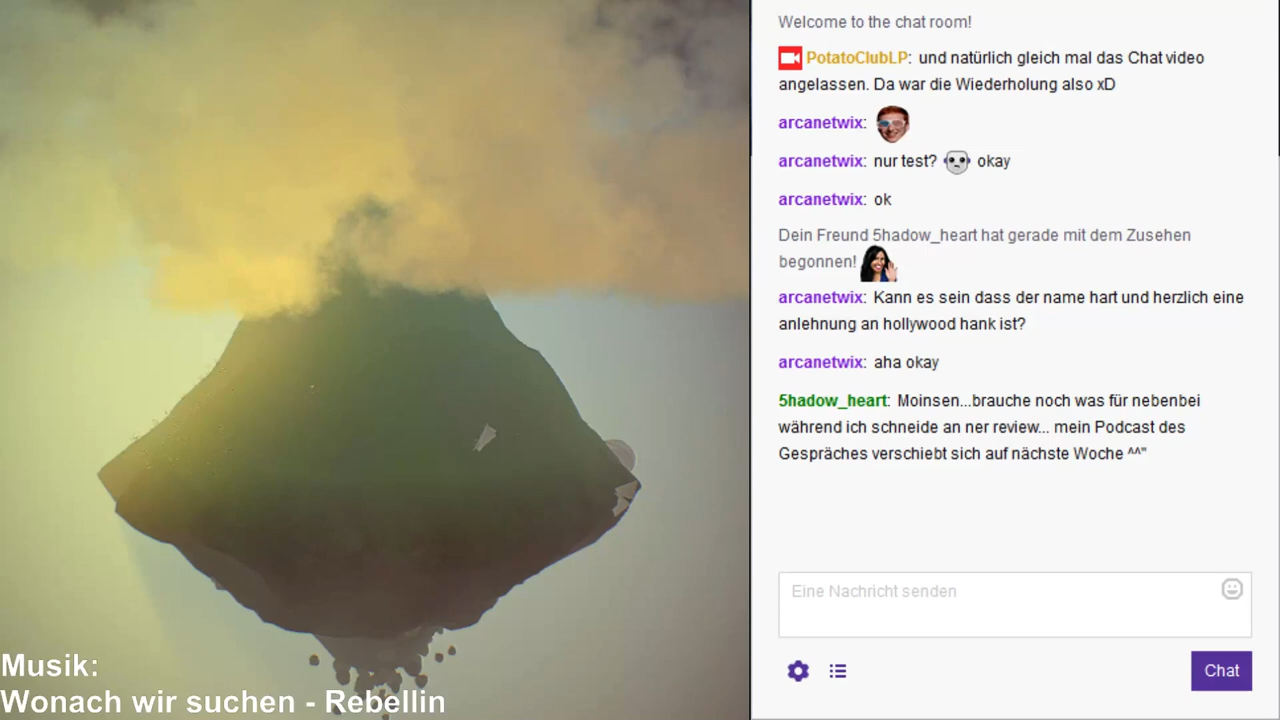 Welcome to the chat room!
PotatoClubLP: und natürlich gleich mal das Chat video
angelassen. Da war die Wiederholung also xD
arcanetwix:
arcanetwix: nur test? okay
arcanetwix: ok
Dein Freund 5hadow_heart hat gerade mit dem Zusehen
begonnen!
arcanetwix: Kann es sein dass der name hart und herzlich eine
anlehnung an hollywood hank ist?
arcanetwix: aha okay
5hadow_heart: Moinsen...brauche noch was für nebenbei
während ich schneide an ner review... mein Podcast des
Gespräches verschiebt sich auf nächste Woche ^^"
Eine Nachricht senden
Chat
Musik:
Wonach wir suchen - Rebellin